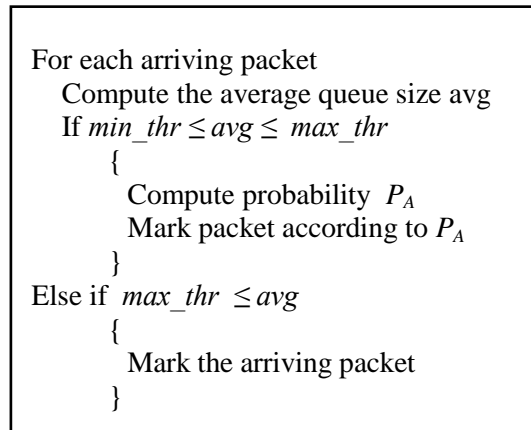 For each arriving packet
Compute the average queue size avg
If min_thr ≤ avg ≤ max_thr
{
Compute probability P_A
Mark packet according to P_A
}
Else if max_thr ≤ avg
{
Mark the arriving packet
}